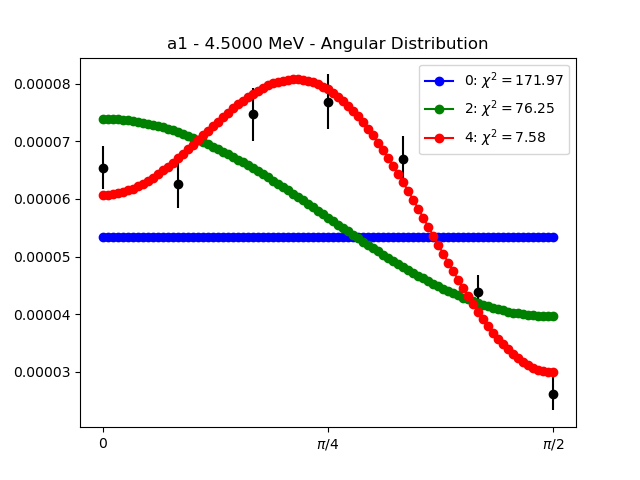 a1 - 4.5000 MeV - Angular Distribution
0: χ² = 171.97
2: χ² = 76.25
4: χ² = 7.58
0.00008
0.00007
0.00006
0.00005
0.00004
0.00003
0
π/4
π/2